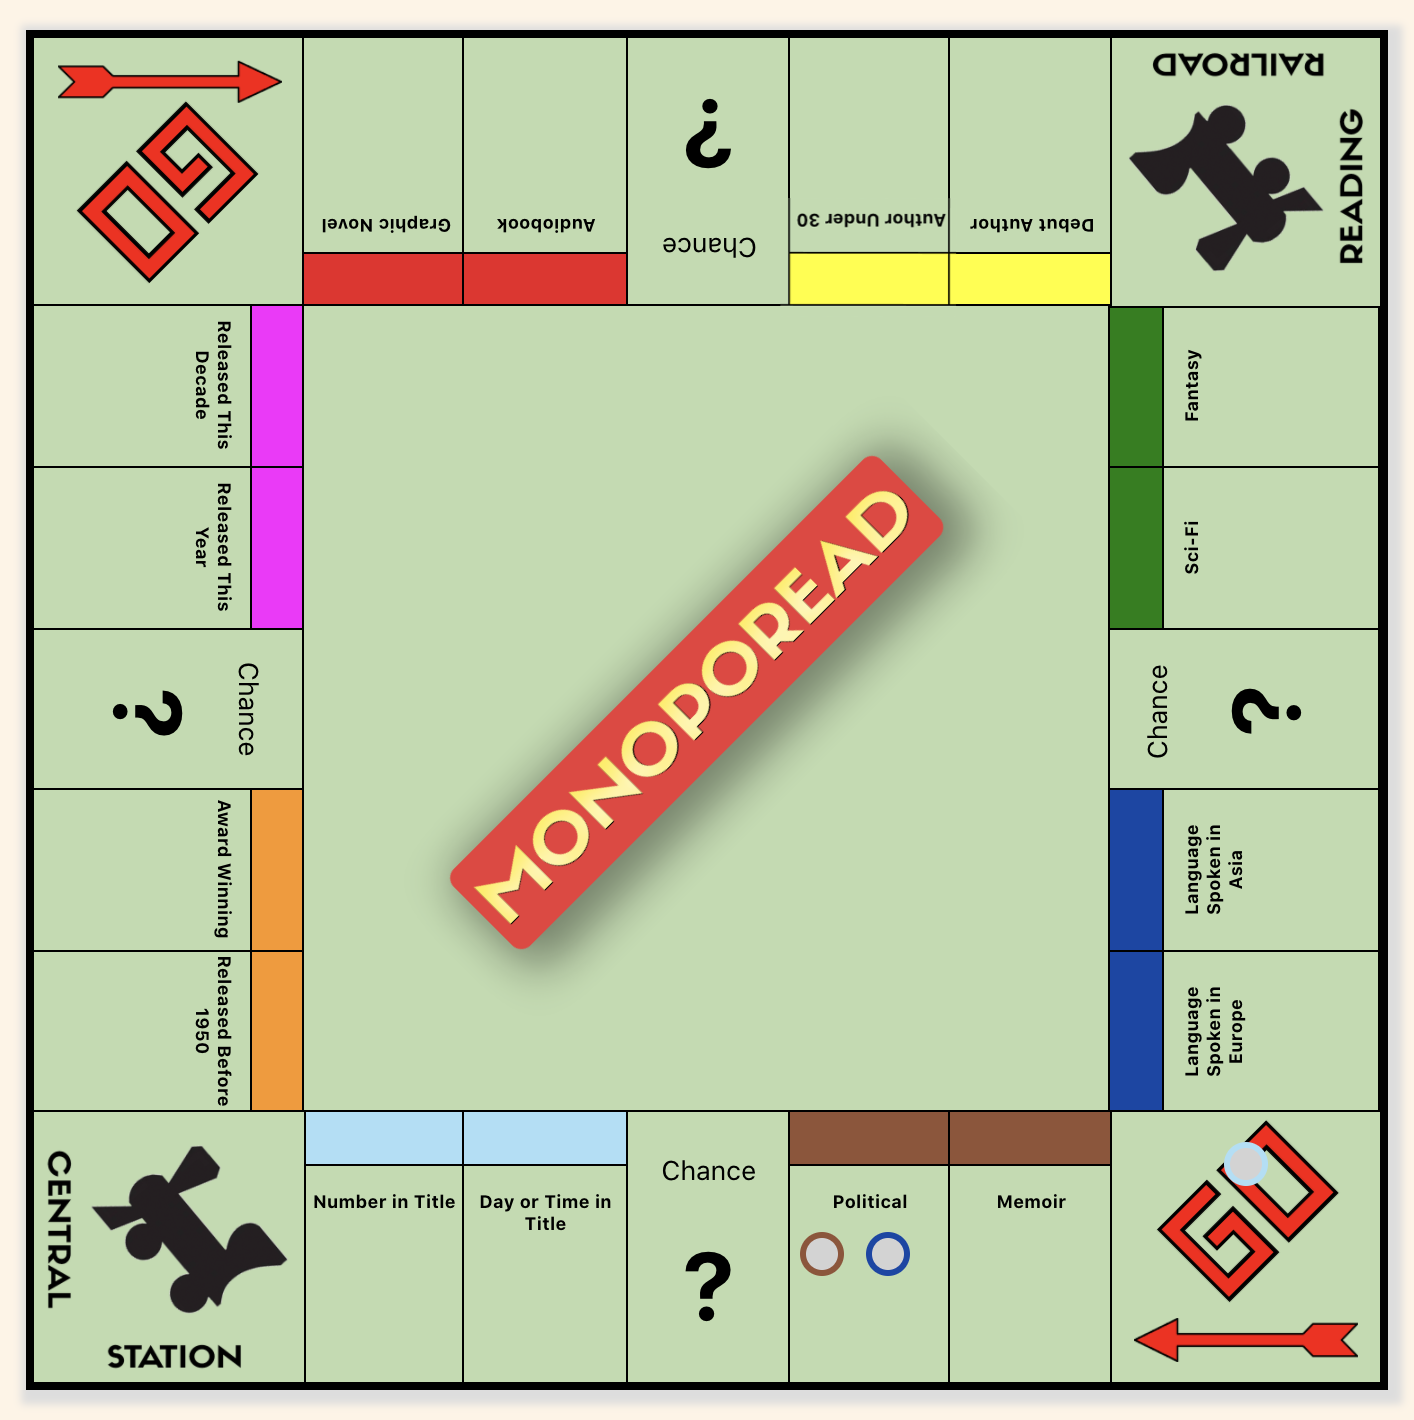 GO
Graphic Novel
Audiobook
?
Chance
Author Under 30
Debut Author
RAILROAD
READING
Released This
Decade
Released This
Year
Chance
?
Award Winning
Released Before
1950
MONOPOREAD
Fantasy
Sci-Fi
Chance
?
Language
Spoken in
Asia
Language
Spoken in
Europe
CENTRAL
STATION
Number in Title
Day or Time in
Title
Chance
?
Political
Memoir
GO